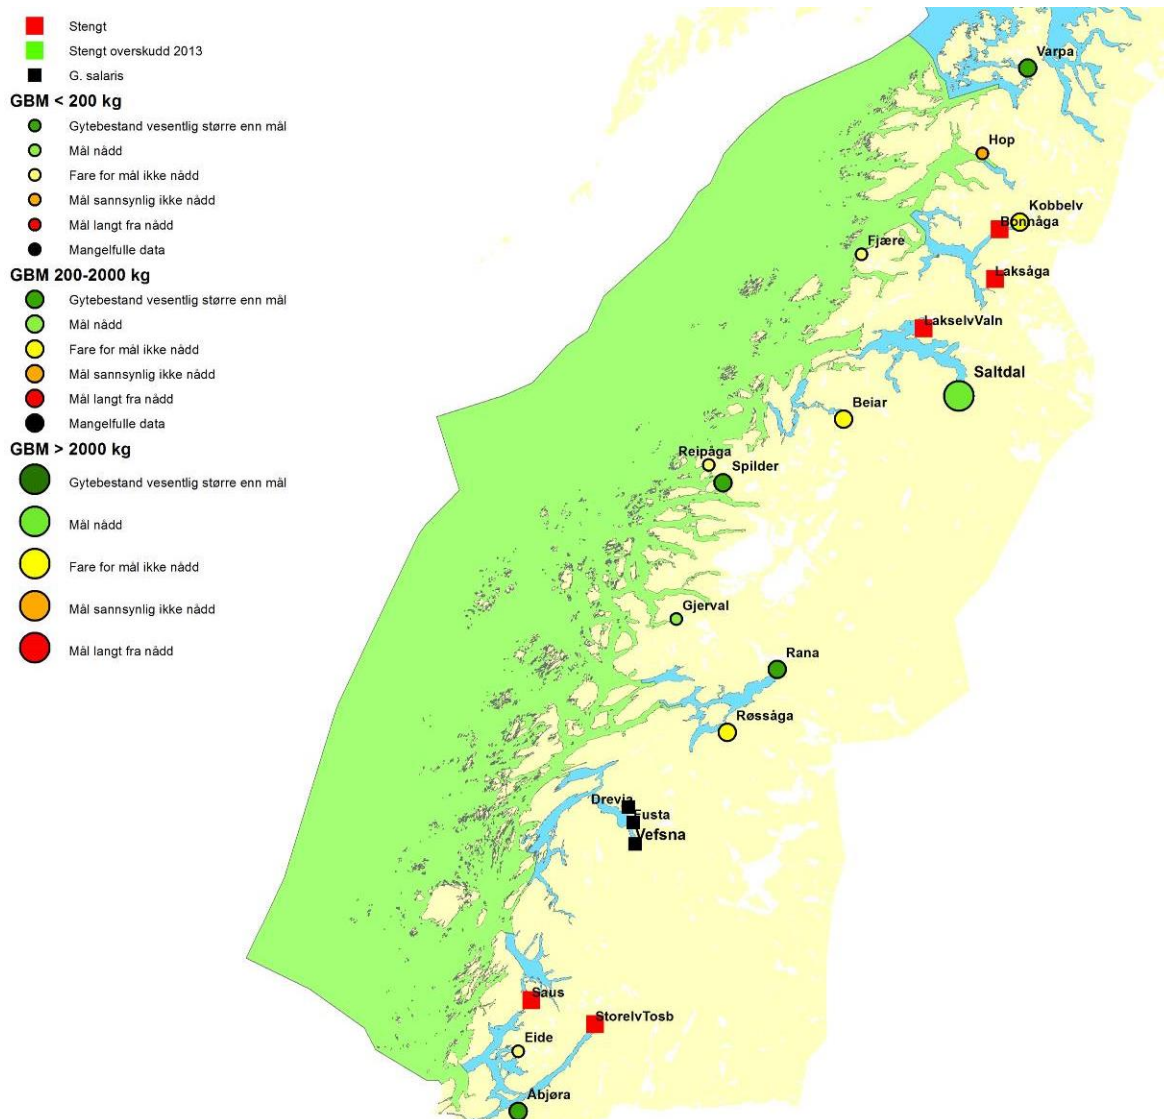 Stengt
Stengt overskudd 2013
G. salaris
GBM < 200 kg
Gytebestand vesentlig større enn mål
Mål nådd
Fare for mål ikke nådd
Mål sannsynlig ikke nådd
Mål langt fra nådd
Mangelfulle data
GBM 200-2000 kg
Gytebestand vesentlig større enn mål
Mål nådd
Fare for mål ikke nådd
Mål sannsynlig ikke nådd
Mål langt fra nådd
Mangelfulle data
GBM > 2000 kg
Gytebestand vesentlig større enn mål
Mål nådd
Fare for mål ikke nådd
Mål sannsynlig ikke nådd
Mål langt fra nådd
Varpa
Hop
Kobbelv
Bonnåga
Fjære
Laksåga
LakselvValn
Saltdal
Beiar
Reipåga
Spilder
Gjerval
Rana
Røssåga
Drevja
Fusta
Vefsna
Saus
StorelvTosb
Eide
Åbjøra